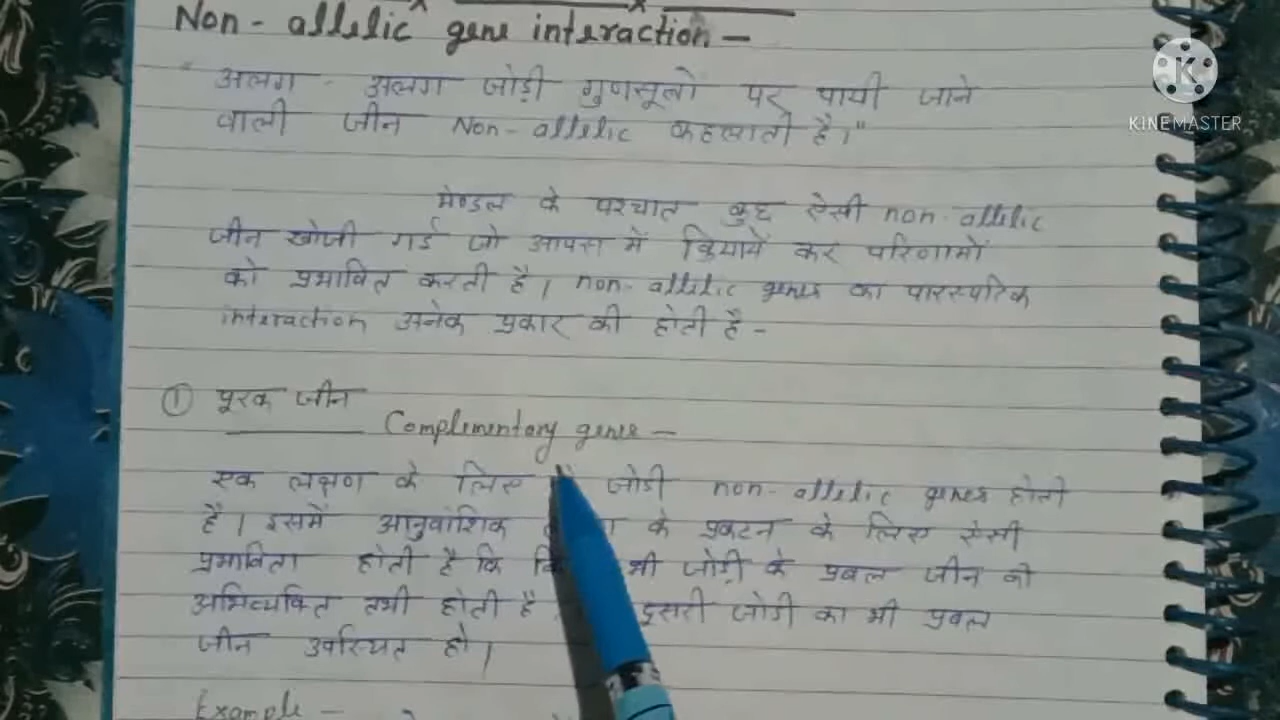 Non-allelic gene interaction -
"अलग-अलग जोड़ी गुणसूत्रों पर पायी जाने
वाली जीन Non-allelic कहलाती है।"
KINEMASTER
मेण्डल के पश्चात कुछ ऐसी non-allelic
जीन खोजी गई जो आपस में क्रियायें कर परिणामों
को प्रभावित करती है। non-allelic genes का पारस्परिक
interaction अनेक प्रकार की होती है -
① पूरक जीन
Complementary genes -
एक लक्षण के लिए जोडी non-allelic genes होती
है। इसमें आनुवांशिक के प्रकटन के लिए ऐसी
प्रभाविता होती है कि भी जोड़ी के प्रबल जीन की
अभिव्यक्ति तभी होती है दूसरी जोडी का भी प्रबल
जीन उपस्थित हो।
Example -